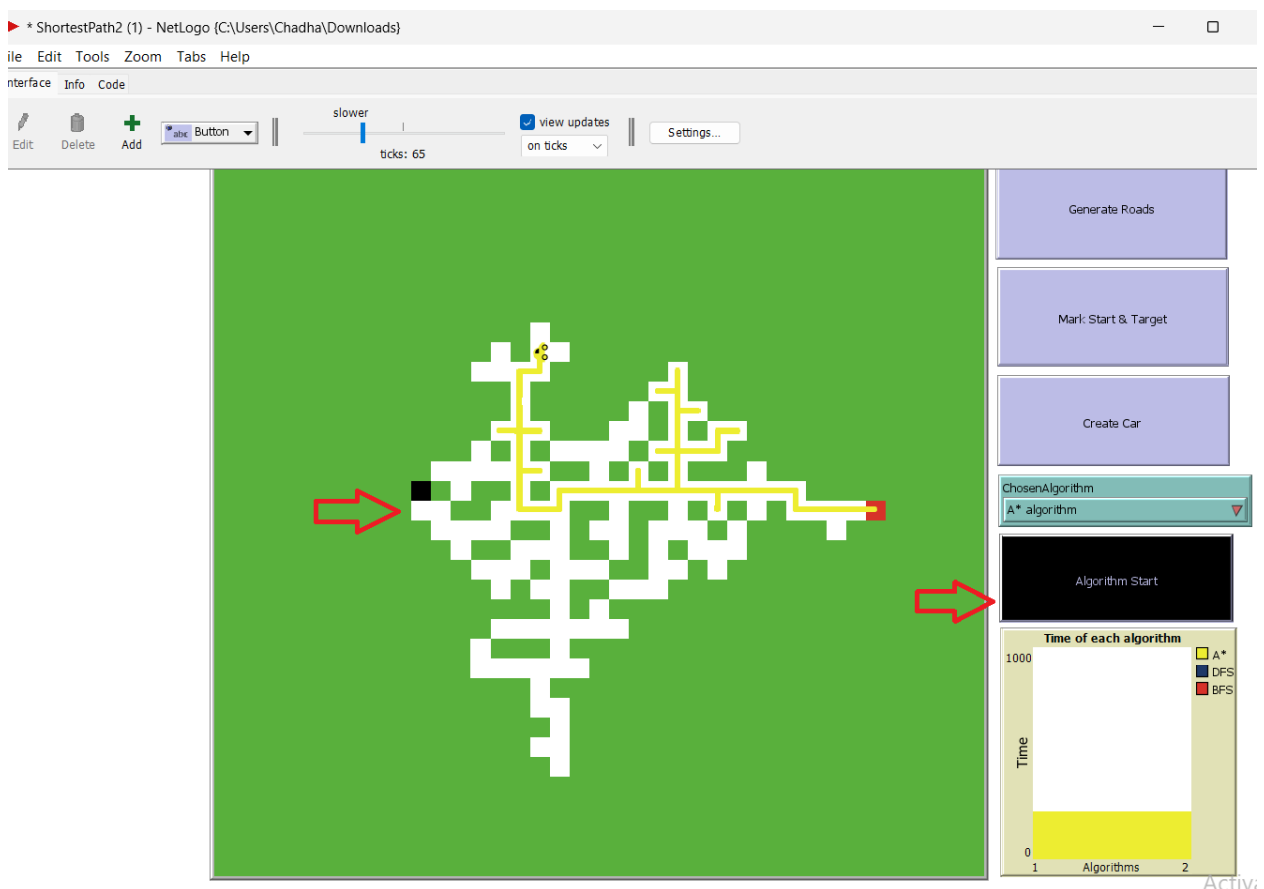 * ShortestPath2 (1) - NetLogo {C:\Users\Chadha\Downloads}
ile Edit Tools Zoom Tabs Help
nterface Info Code
slower
view updates
Edit Delete Add abc Button
on ticks
Settings...
ticks: 65
Generate Roads
Mark Start & Target
Create Car
ChosenAlgorithm
A* algorithm
Algorithm Start
Time of each algorithm
1000
A*
DFS
BFS
Time
0
1 Algorithms 2
Activa